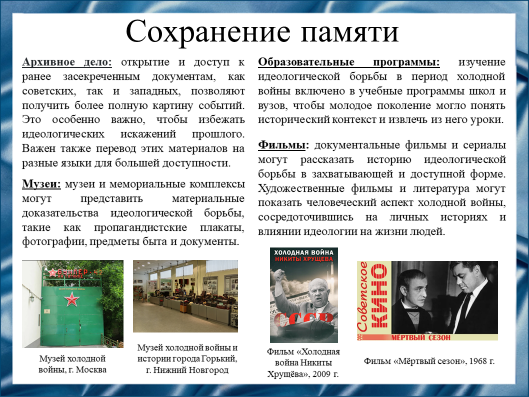 Сохранение памяти
Архивное дело: открытие и доступ к
ранее засекреченным документам, как
советских, так и западных, позволяют
получить более полную картину событий.
Это особенно важно, чтобы избежать
идеологических искажений прошлого.
Важен также перевод этих материалов на
разные языки для большей доступности.
Музеи: музеи и мемориальные комплексы
могут представить материальные
доказательства идеологической борьбы,
такие как пропагандистские плакаты,
фотографии, предметы быта и документы.
Образовательные программы: изучение
идеологической борьбы в период холодной
войны включено в учебные программы школ и
вузов, чтобы молодое поколение могло понять
исторический контекст и извлечь из него уроки.
Фильмы: документальные фильмы и сериалы
могут рассказать историю идеологической
борьбы в захватывающей и доступной форме.
Художественные фильмы и литература могут
показать человеческий аспект холодной войны,
сосредоточившись на личных историях и
влиянии идеологии на жизни людей.
Музей холодной
войны, г. Москва
Музей холодной войны и
истории города Горький,
г. Нижний Новгород
ХОЛОДНАЯ ВОЙНА
НИКИТЫ ХРУЩЕВА
Фильм «Холодная
война Никиты
Хрущёва», 2009 г.
Советское
КИНО
МЕРТВЫЙ СЕЗОН
Фильм «Мёртвый сезон», 1968 г.